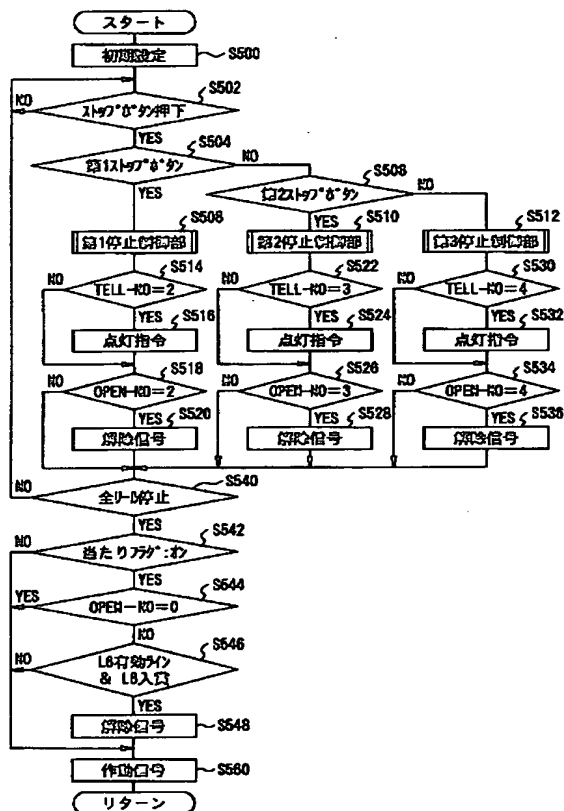 スタート
初期設定
S500
S502
NO
ストップボタン押下
YES
S504
第1ストップボタン
NO
YES
S506
第2ストップボタン
NO
YES
S508
第1停止制御部
S510
第2停止制御部
S512
第3停止制御部
S514
NO
TELL-NO=2
YES
S522
NO
TELL-NO=3
YES
S530
NO
TELL-NO=4
YES
S516
点灯指令
S524
点灯指令
S532
点灯指令
S518
NO
OPEN-NO=2
YES
S526
NO
OPEN-NO=3
YES
S534
NO
OPEN-NO=4
YES
S520
解除信号
S528
解除信号
S536
解除信号
S540
NO
全リール停止
YES
S542
NO
当たりフラグ:オン
YES
S544
YES
OPEN-NO=0
NO
S546
NO
LB有効ライン
& LB入賞
YES
解除信号
S548
作動信号
S560
リターン